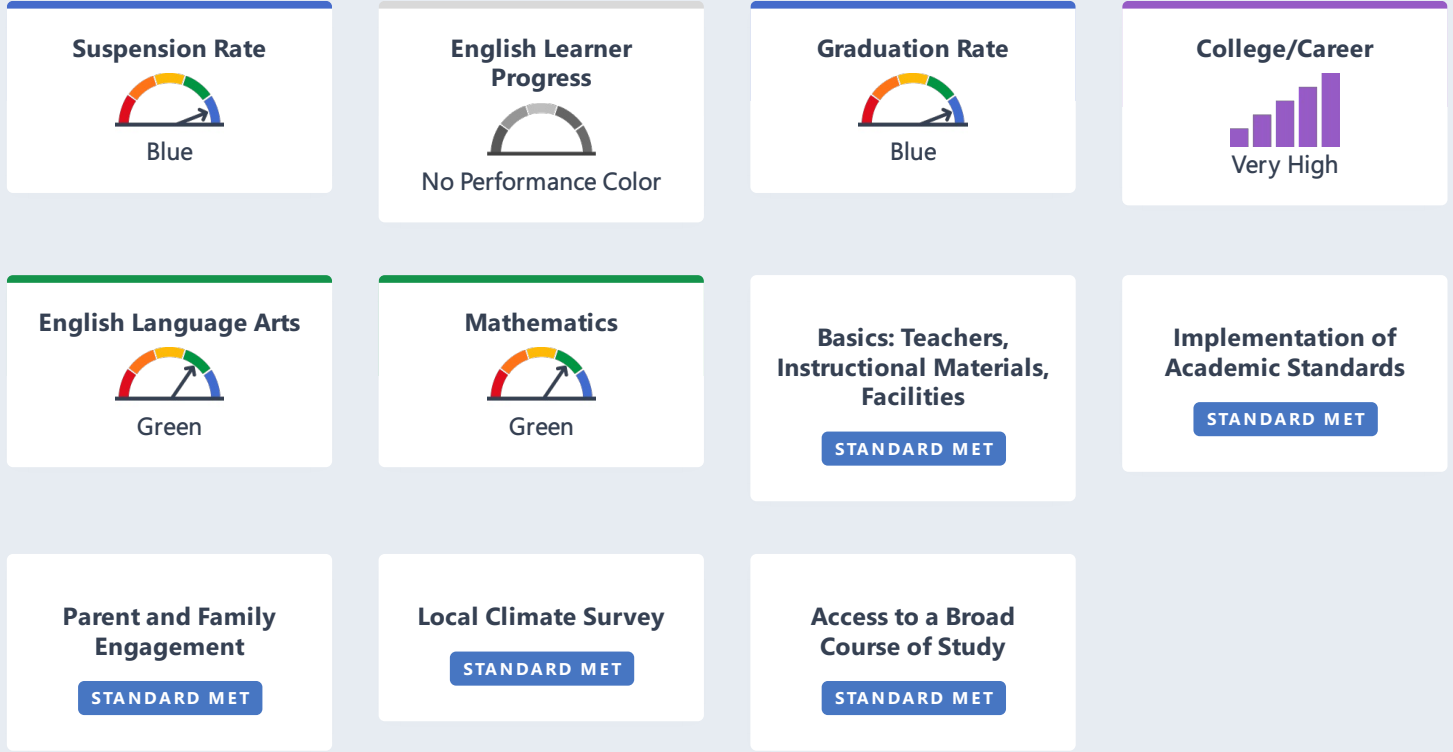 Suspension Rate
Blue
English Learner
Progress
No Performance Color
Graduation Rate
Blue
College/Career
Very High
English Language Arts
Green
Mathematics
Green
Basics: Teachers,
Instructional Materials,
Facilities
STANDARD MET
Implementation of
Academic Standards
STANDARD MET
Parent and Family
Engagement
STANDARD MET
Local Climate Survey
STANDARD MET
Access to a Broad
Course of Study
STANDARD MET